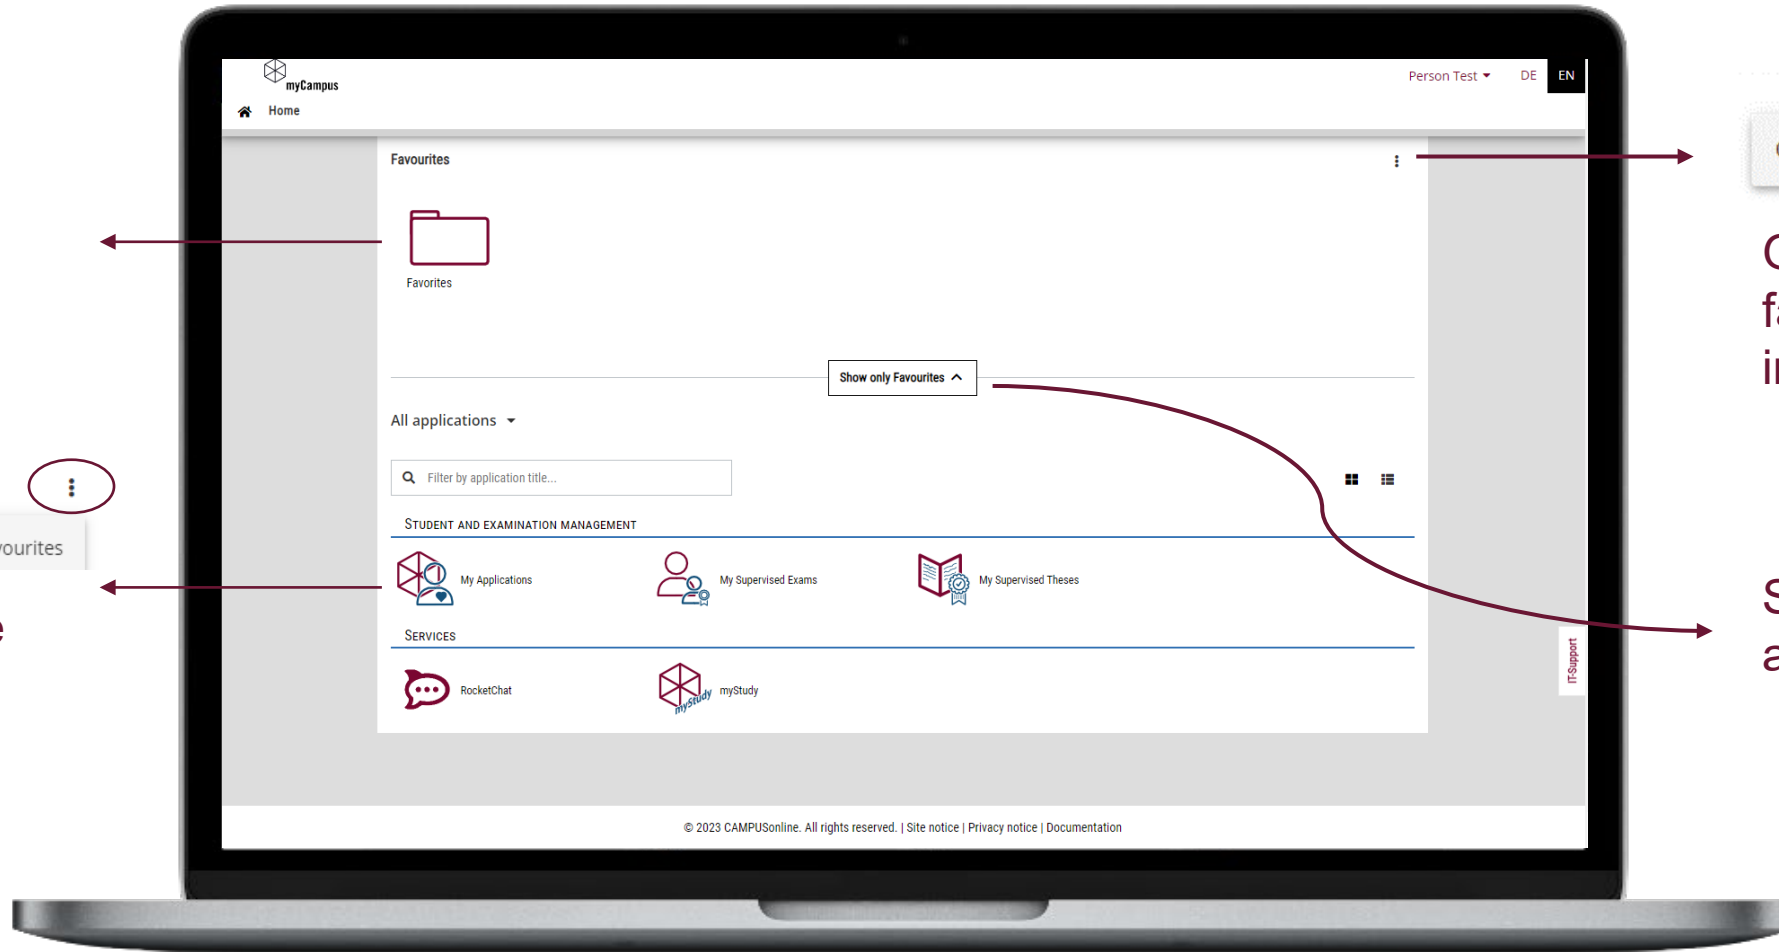 myCampus
Person Test DE EN
Home
Favourites
Favorites
Show only Favourites
All applications
Filter by application title...
STUDENT AND EXAMINATION MANAGEMENT
My Applications
My Supervised Exams
My Supervised Theses
SERVICES
RocketChat
myStudy
myStudy
IT-Support
© 2023 CAMPUSonline. All rights reserved. | Site notice | Privacy notice | Documentation